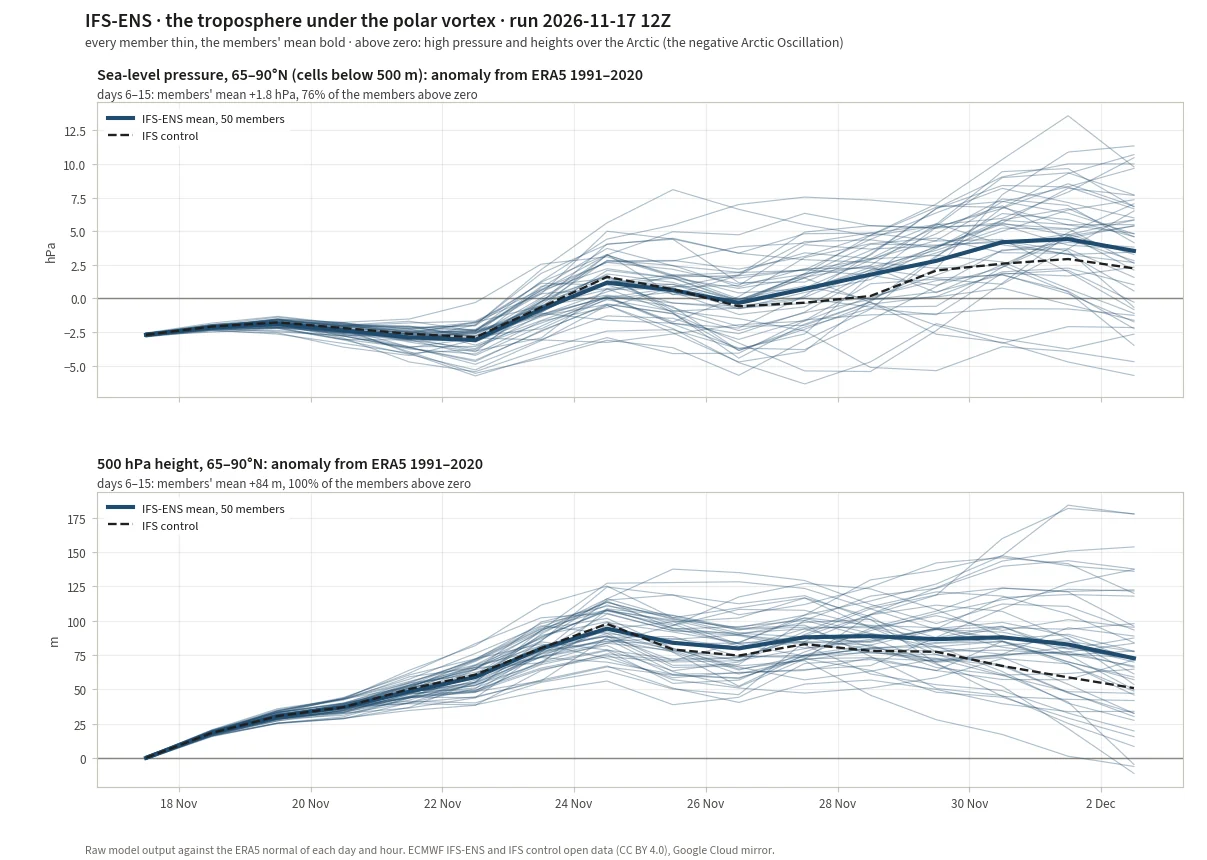 IFS-ENS · the troposphere under the polar vortex · run 2026-11-17 12Z
every member thin, the members' mean bold · above zero: high pressure and heights over the Arctic (the negative Arctic Oscillation)
Sea-level pressure, 65–90°N (cells below 500 m): anomaly from ERA5 1991–2020
days 6–15: members' mean +1.8 hPa, 76% of the members above zero
IFS-ENS mean, 50 members
IFS control
12.5
10.0
7.5
5.0
2.5
0.0
−2.5
−5.0
hPa
500 hPa height, 65–90°N: anomaly from ERA5 1991–2020
days 6–15: members' mean +84 m, 100% of the members above zero
IFS-ENS mean, 50 members
IFS control
175
150
125
100
75
50
25
0
m
18 Nov
20 Nov
22 Nov
24 Nov
26 Nov
28 Nov
30 Nov
2 Dec
Raw model output against the ERA5 normal of each day and hour. ECMWF IFS-ENS and IFS control open data (CC BY 4.0), Google Cloud mirror.